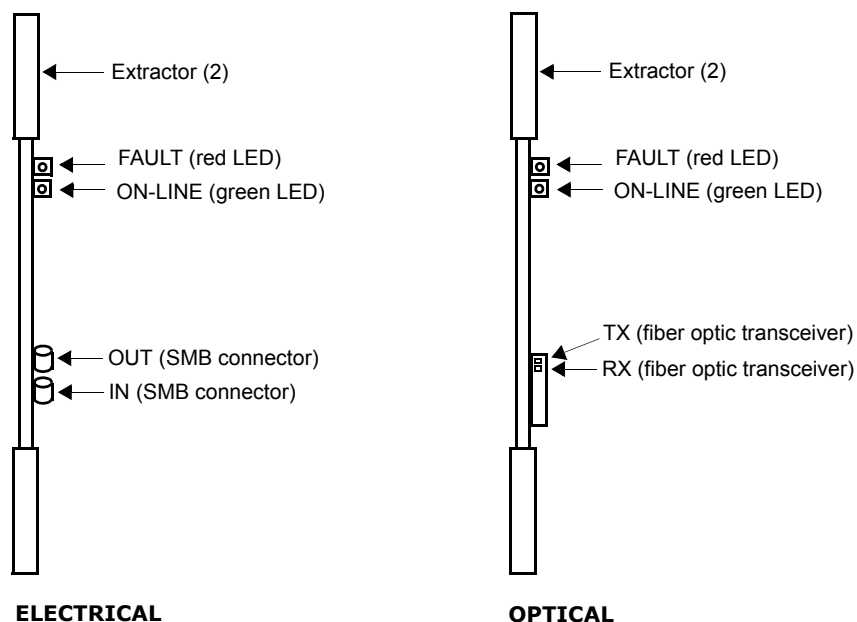 Extractor (2)
FAULT (red LED)
ON-LINE (green LED)
OUT (SMB connector)
IN (SMB connector)
ELECTRICAL
Extractor (2)
FAULT (red LED)
ON-LINE (green LED)
TX (fiber optic transceiver)
RX (fiber optic transceiver)
OPTICAL